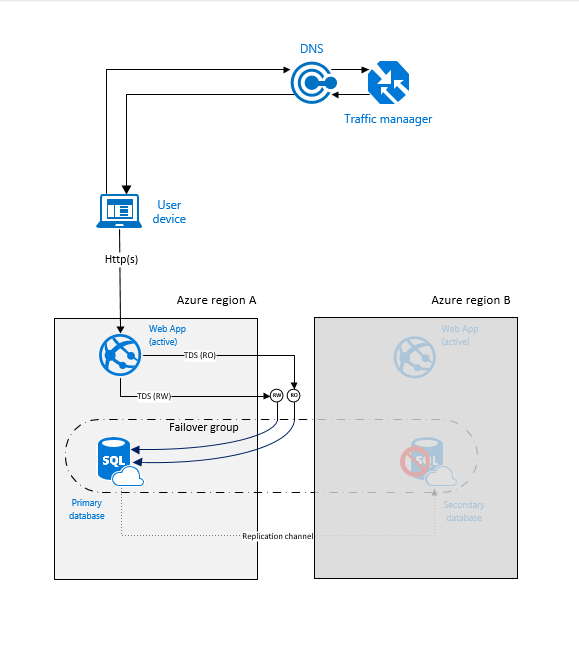 DNS
Traffic manaager
User
device
Http(s)
Azure region A
Azure region B
Web App
(active)
Web App
(active)
TDS (RO)
TDS (RW)
RW
RO
Failover group
SQL
SQL
Primary
database
Secondary
database
Replication channel